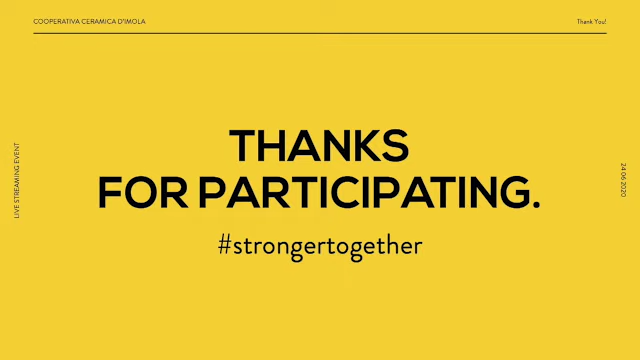 COOPERATIVA CERAMICA D'IMOLA
Thank You!
LIVE STREAMING EVENT
THANKS
FOR PARTICIPATING.
#strongertogether
24 06 2020